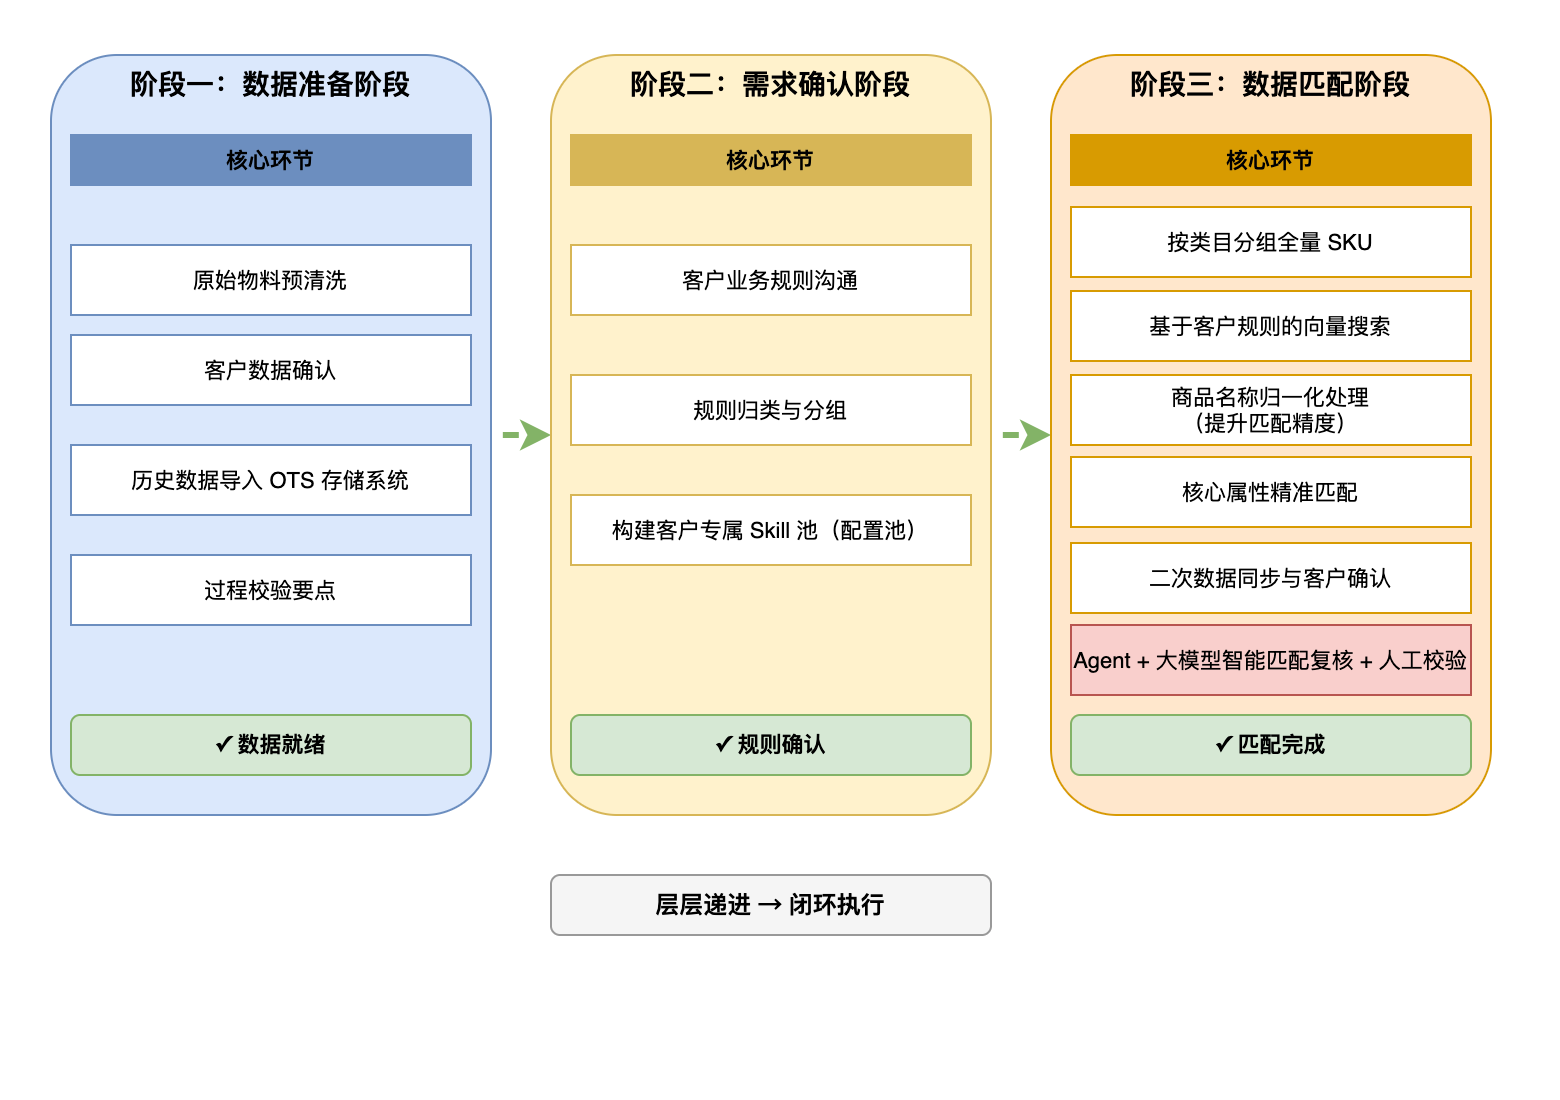 阶段一：数据准备阶段
核心环节
原始物料预清洗
客户数据确认
历史数据导入 OTS 存储系统
过程校验要点
✓ 数据就绪
阶段二：需求确认阶段
核心环节
客户业务规则沟通
规则归类与分组
构建客户专属 Skill 池（配置池）
✓ 规则确认
阶段三：数据匹配阶段
核心环节
按类目分组全量 SKU
基于客户规则的向量搜索
商品名称归一化处理
（提升匹配精度）
核心属性精准匹配
二次数据同步与客户确认
Agent + 大模型智能匹配复核 + 人工校验
✓ 匹配完成
层层递进 → 闭环执行